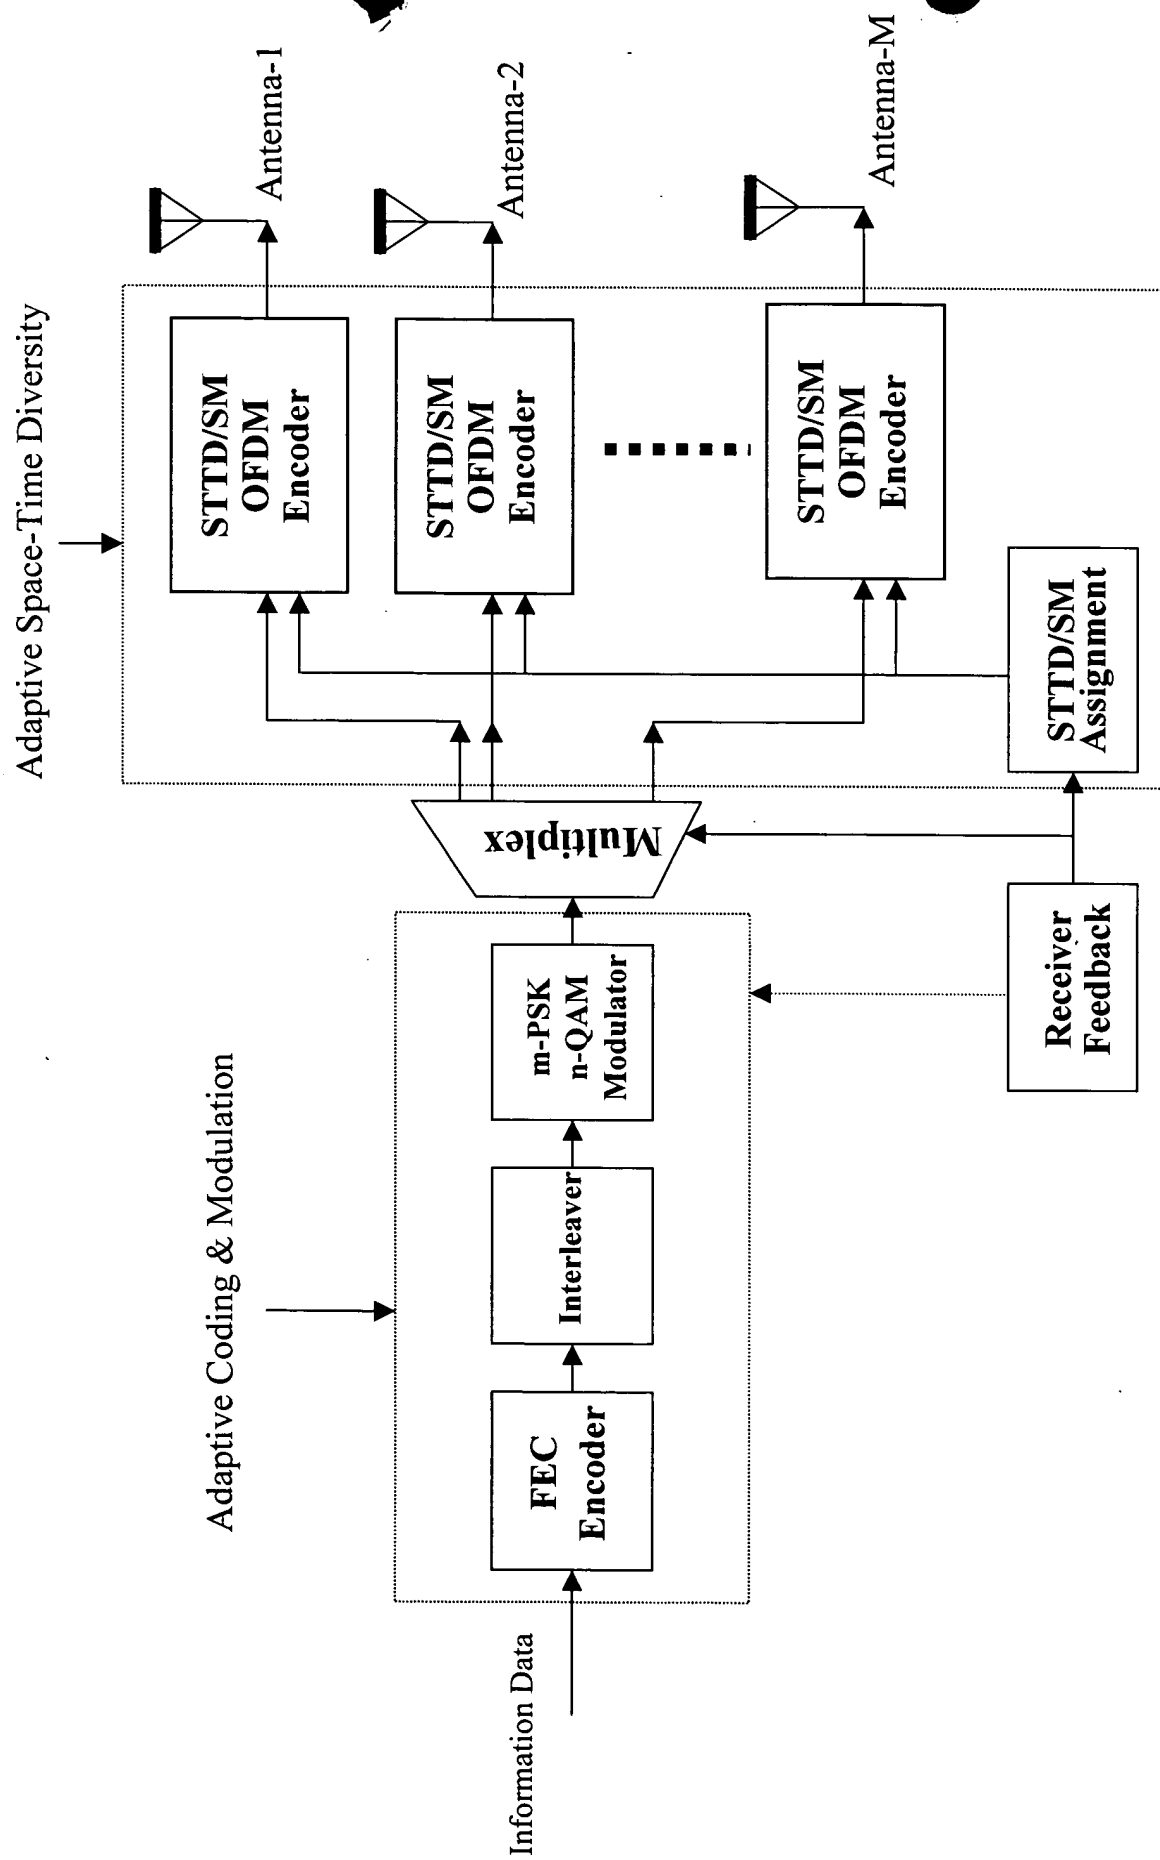 Information Data
Adaptive Coding & Modulation
FEC
Encoder
Interleaver
m-PSK
n-QAM
Modulator
Multiplex
Receiver
Feedback
Adaptive Space-Time Diversity
STTD/SM
OFDM
Encoder
STTD/SM
OFDM
Encoder
STTD/SM
OFDM
Encoder
STTD/SM
Assignment
Antenna-1
Antenna-2
Antenna-M